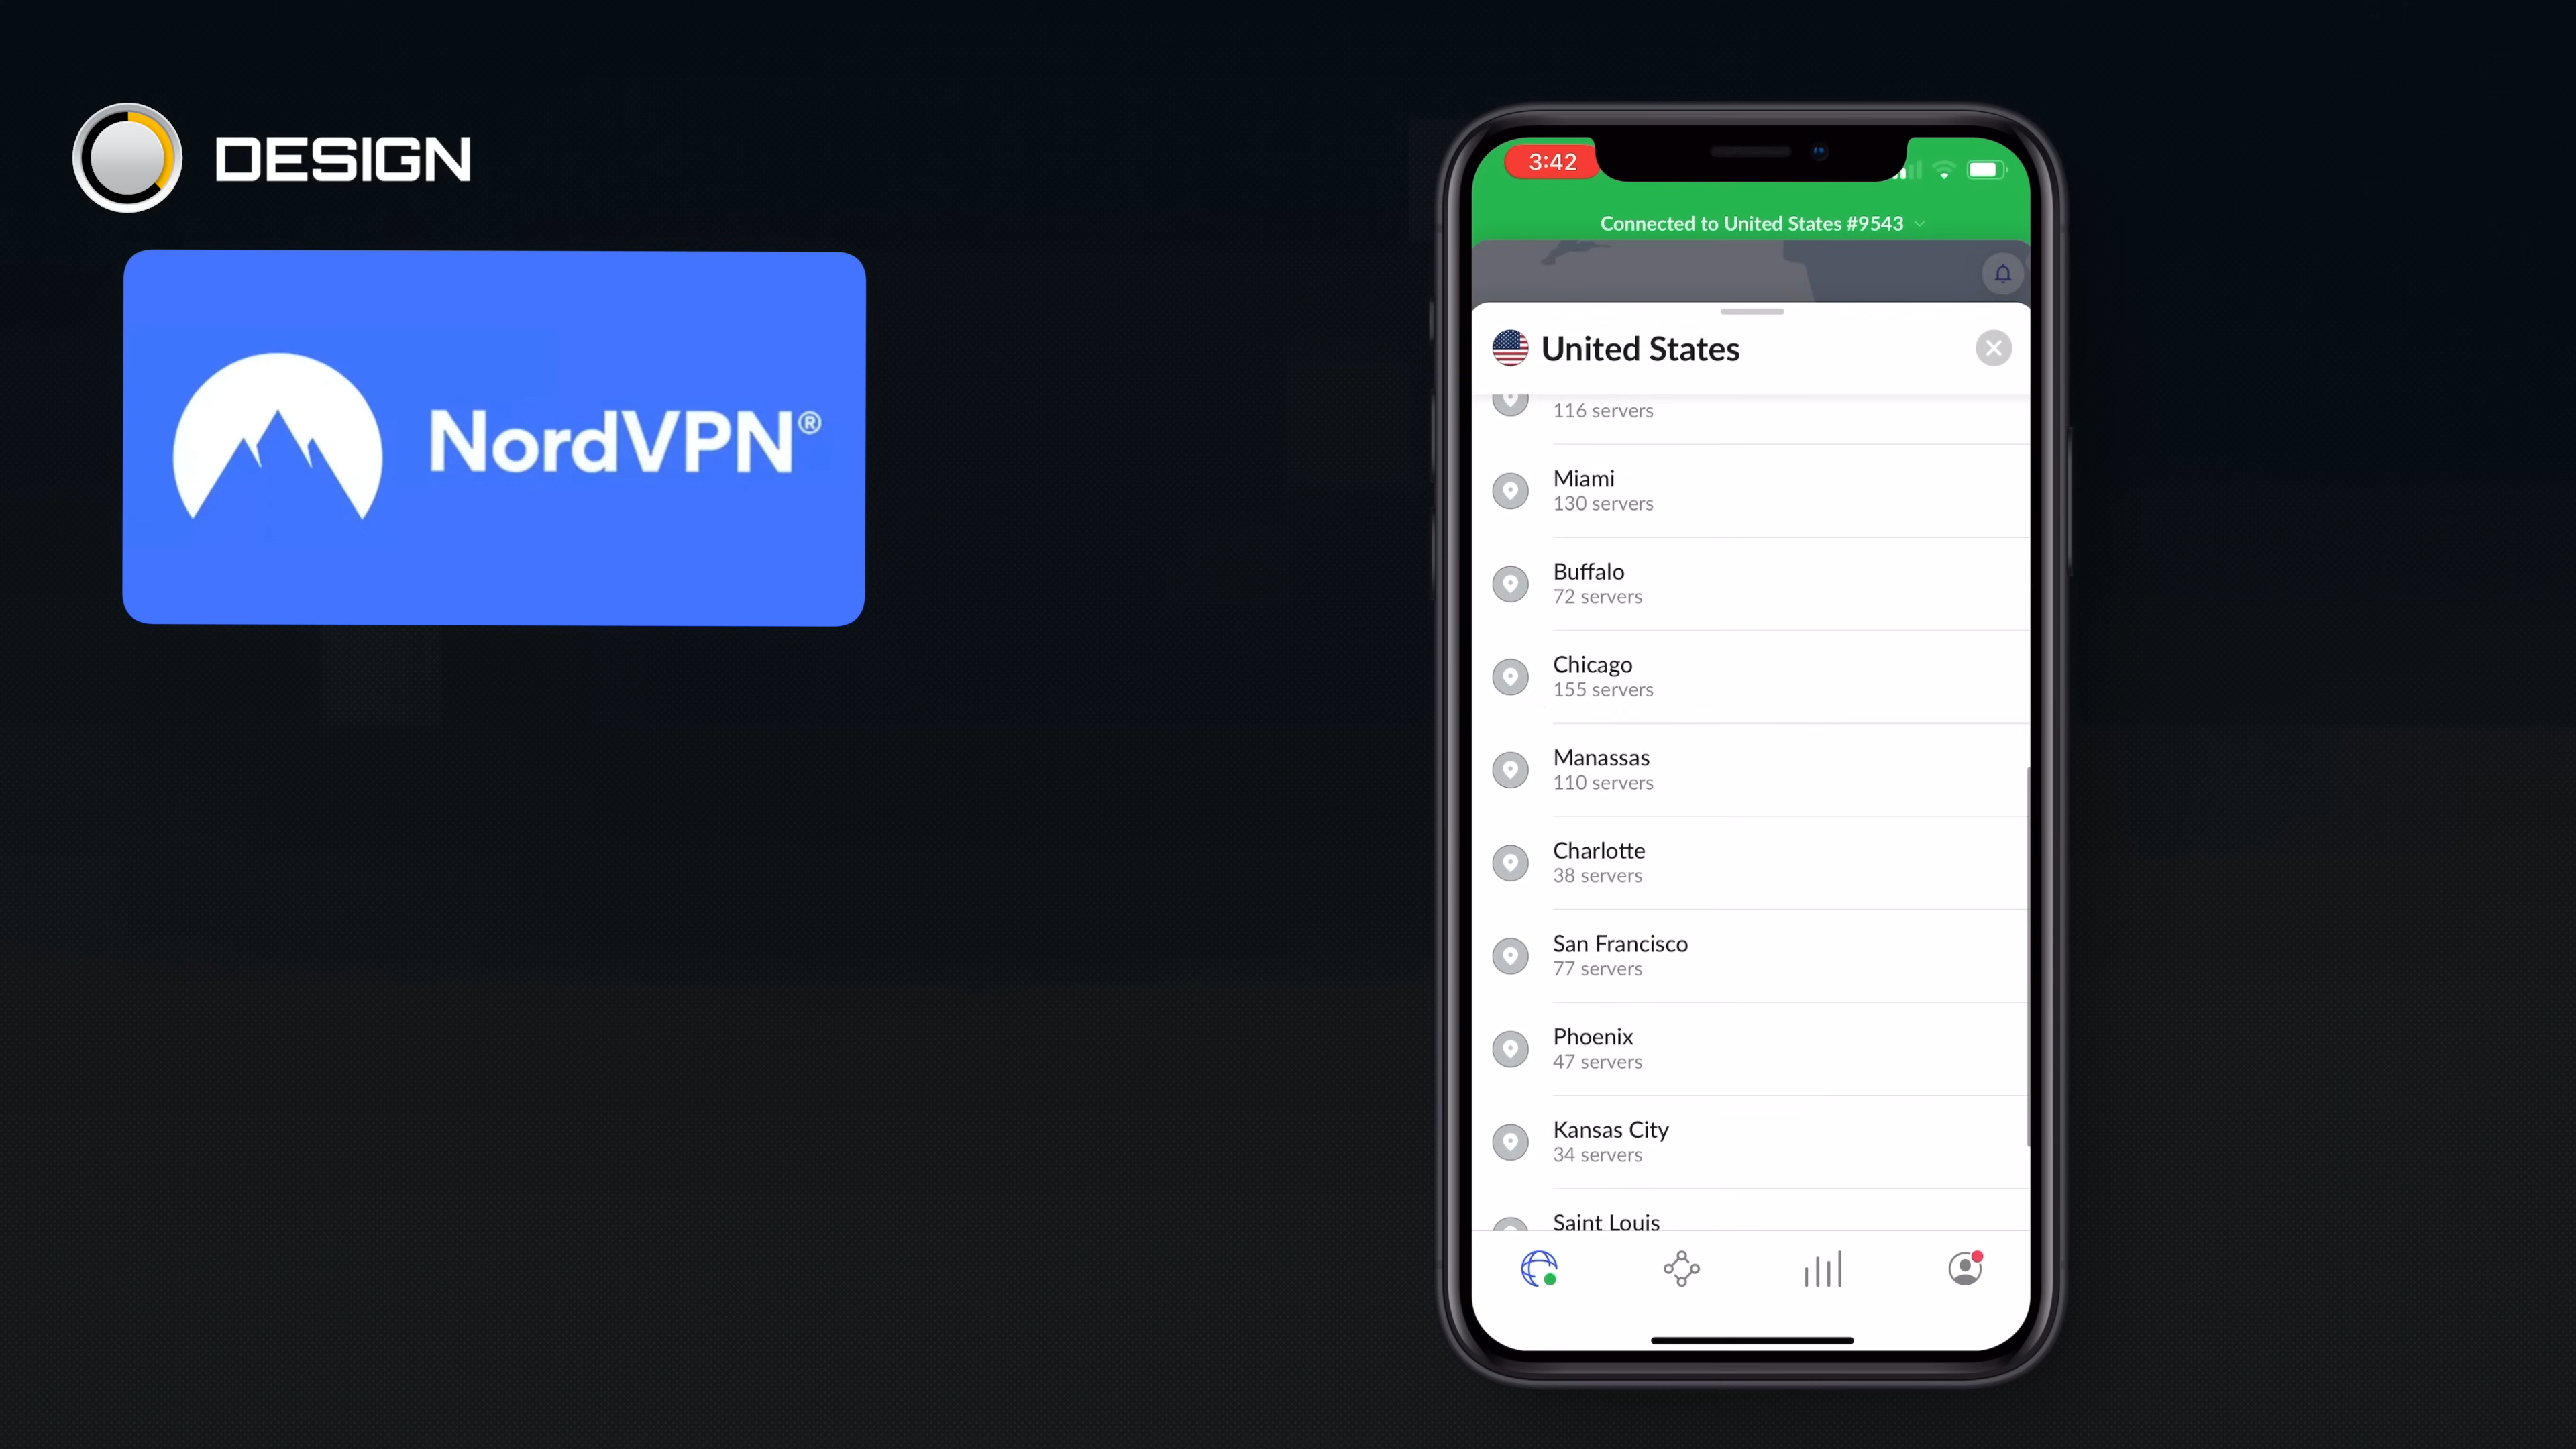 DESIGN
NordVPN®
3:42
Connected to United States #9543
United States
116 servers
Miami
130 servers
Buffalo
72 servers
Chicago
155 servers
Manassas
110 servers
Charlotte
38 servers
San Francisco
77 servers
Phoenix
47 servers
Kansas City
34 servers
Saint Louis